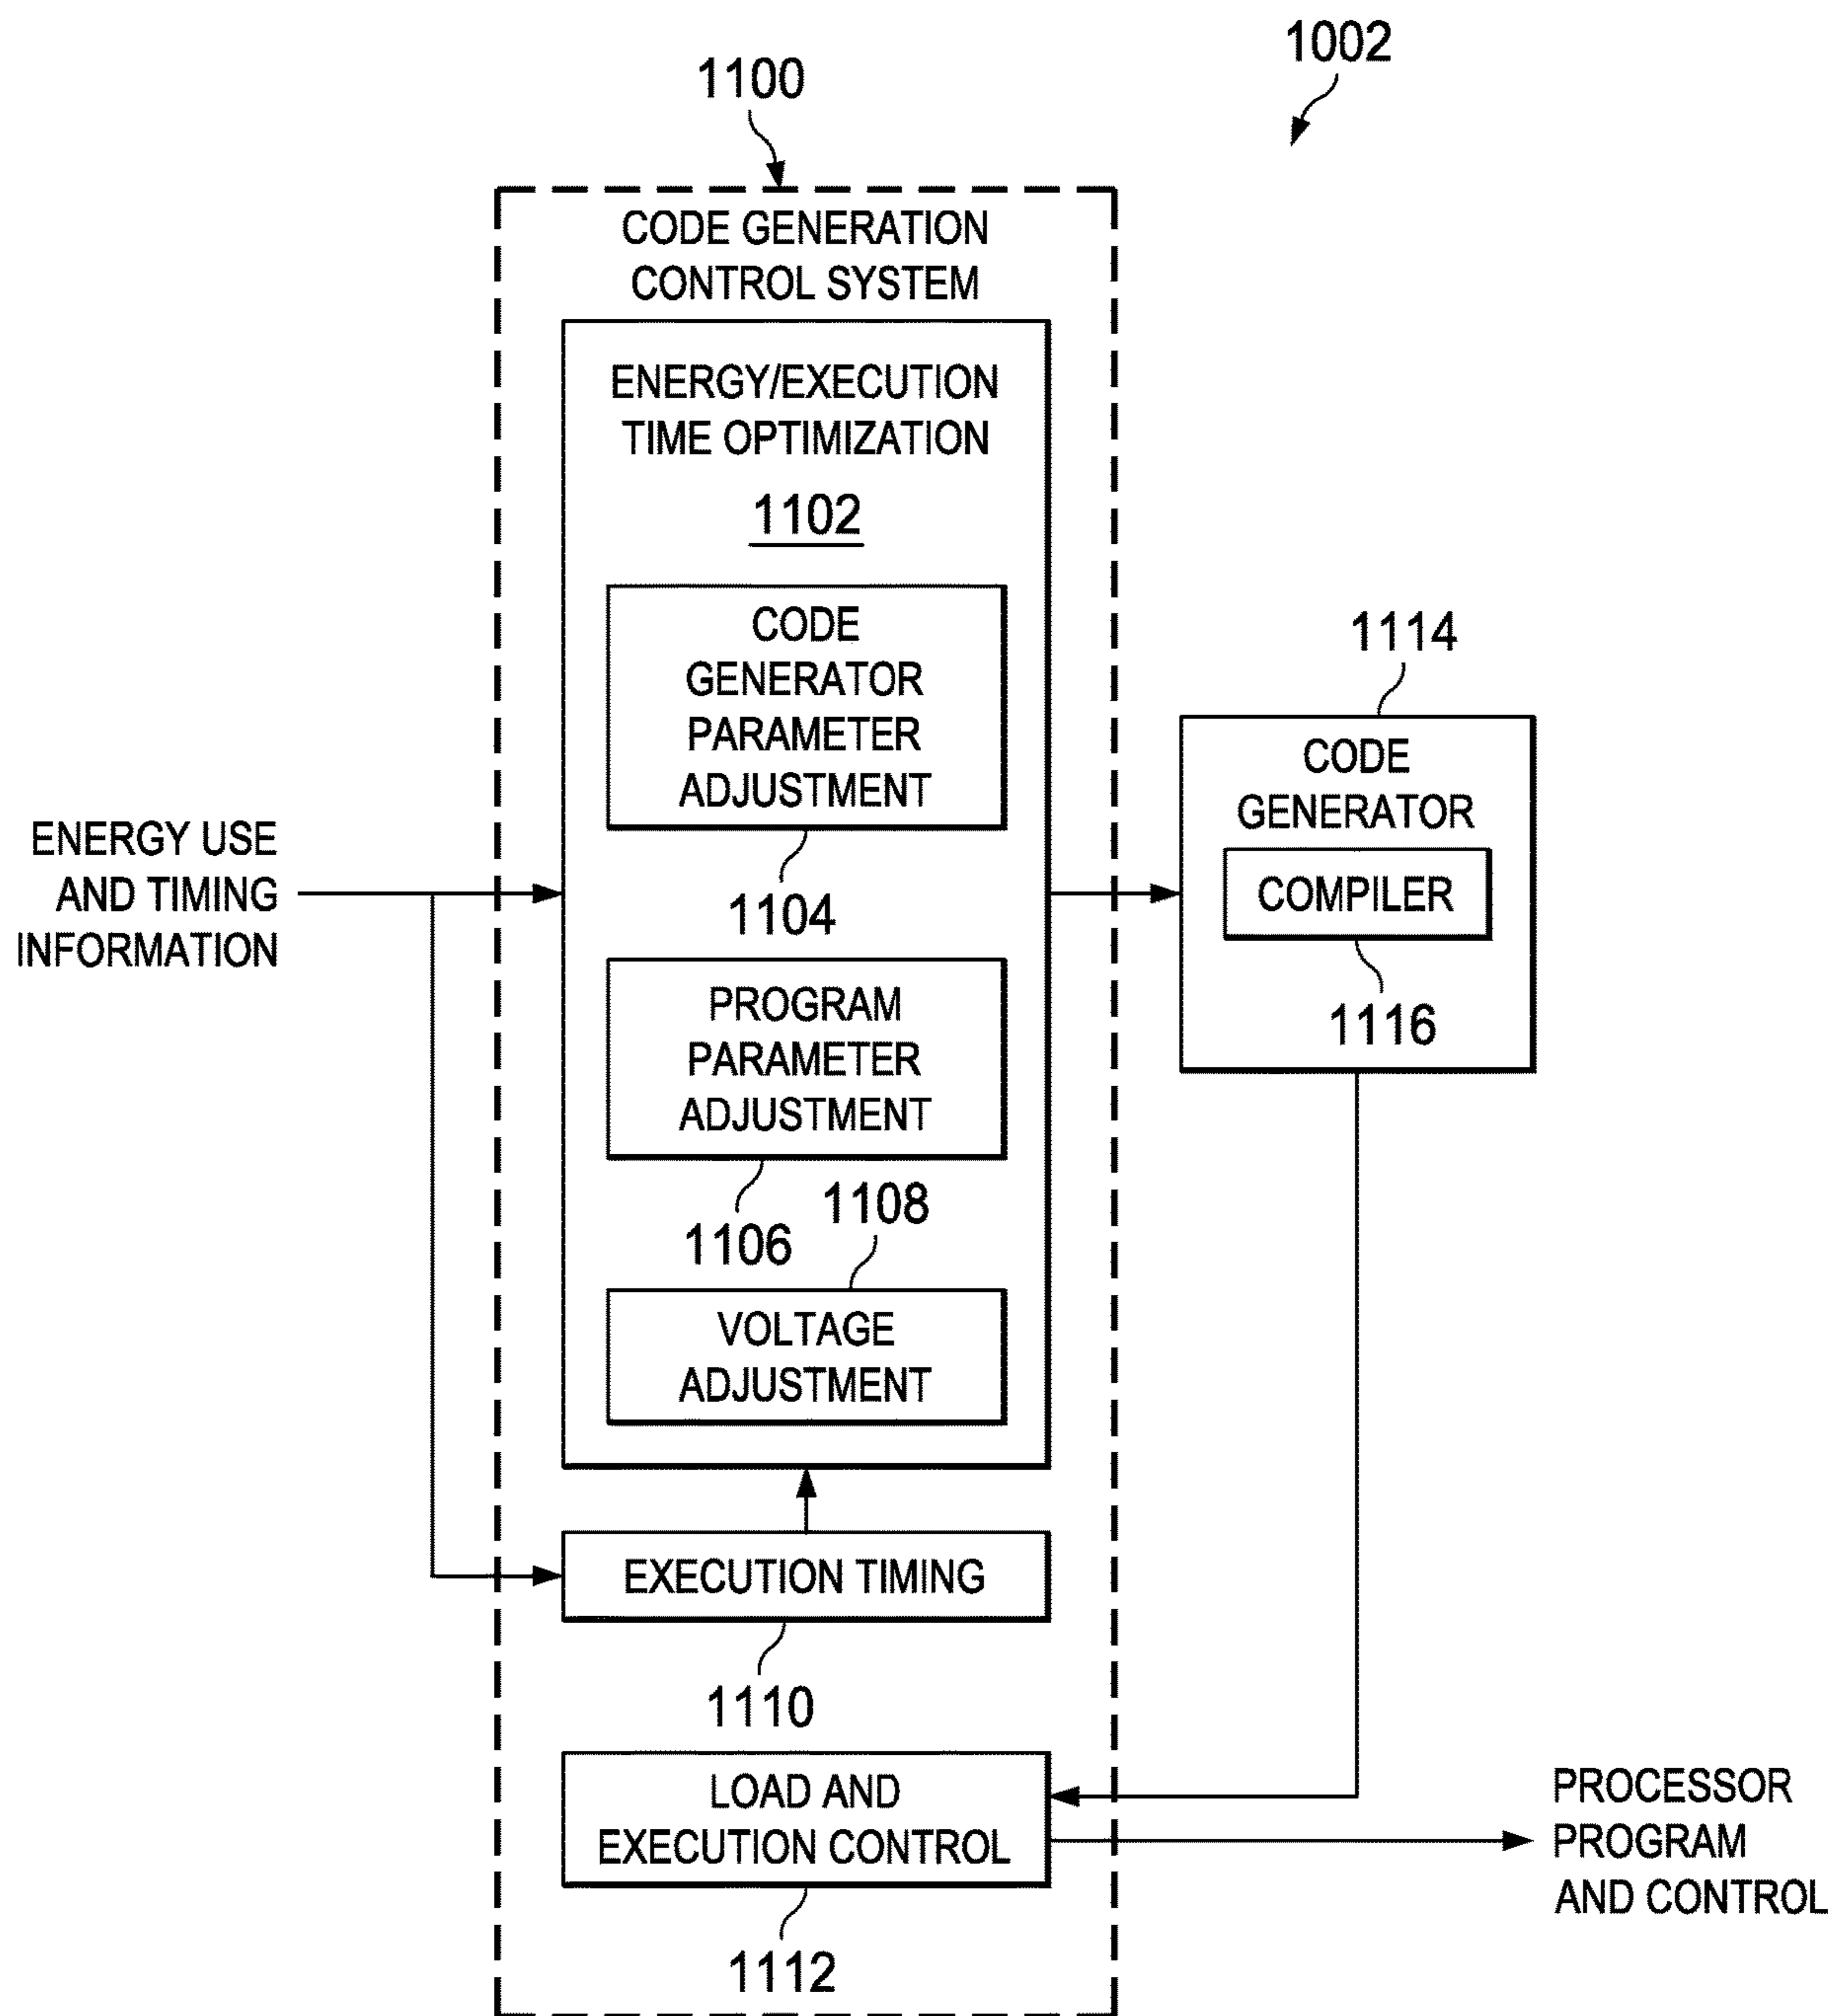 1002
1100
CODE GENERATION
CONTROL SYSTEM
ENERGY/EXECUTION
TIME OPTIMIZATION
1102
CODE
GENERATOR
PARAMETER
ADJUSTMENT
1104
PROGRAM
PARAMETER
ADJUSTMENT
1106
1108
VOLTAGE
ADJUSTMENT
ENERGY USE
AND TIMING
INFORMATION
EXECUTION TIMING
1110
LOAD AND
EXECUTION CONTROL
1112
1114
CODE
GENERATOR
COMPILER
1116
PROCESSOR
PROGRAM
AND CONTROL